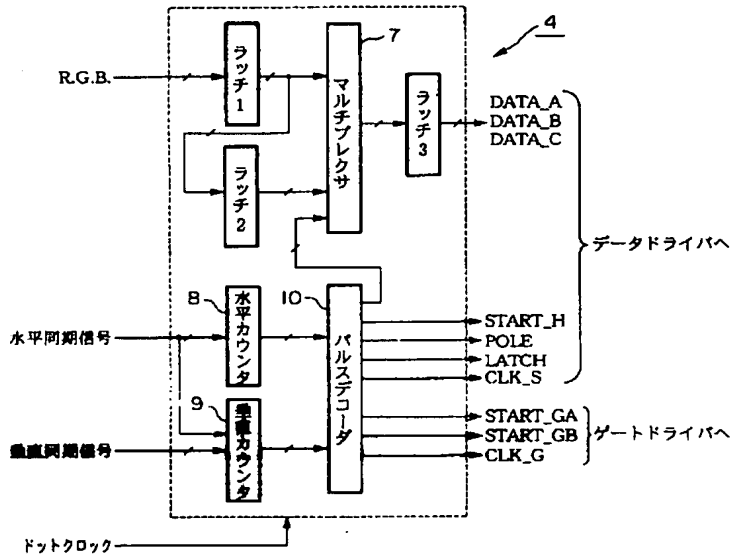 4
7
R.G.B.
ラッチ1
マルチプレクサ
ラッチ3
DATA_A
DATA_B
DATA_C
ラッチ2
データドライバへ
8
水平カウンタ
10
パルスデコーダ
水平同期信号
START_H
POLE
LATCH
CLK_S
9
垂直カウンタ
垂直同期信号
START_GA
START_GB
CLK_G
ゲートドライバへ
ドットクロック